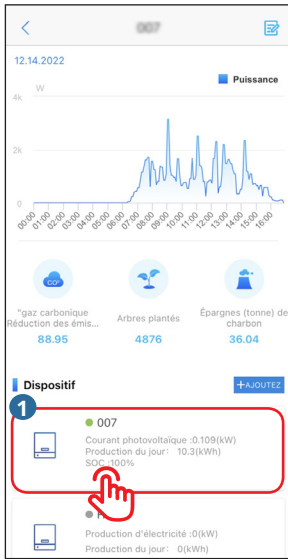 007
12.14.2022
W
Puissance
4k
2k
0
00:00 01:00 02:00 03:00 04:00 05:00 06:00 07:00 08:00 09:00 10:00 11:00 12:00 13:00 14:00 15:00 16:00
CO²
"gaz carbonique
Réduction des émis...
Arbres plantés
Épargnes (tonne) de
charbon
88.95
4876
36.04
Dispositif
+AJOUTEZ
1
007
Courant photovoltaïque :0.109(kW)
Production du jour: 10.3(kWh)
SOC :100%
Production d'électricité :0(kW)
Production du jour: 0(kWh)